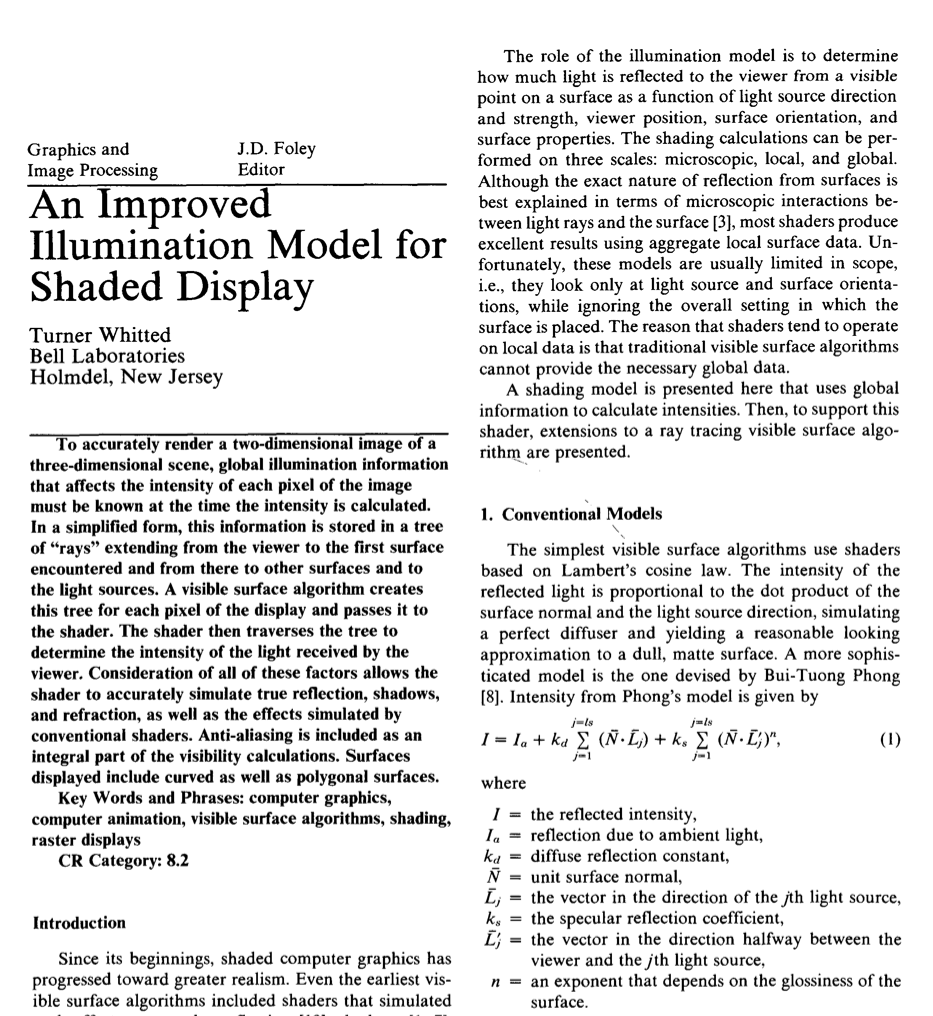 Graphics and J.D. Foley
Image Processing Editor
An Improved
Illumination Model for
Shaded Display
Turner Whitted
Bell Laboratories
Holmdel, New Jersey
To accurately render a two-dimensional image of a
three-dimensional scene, global illumination information
that affects the intensity of each pixel of the image
must be known at the time the intensity is calculated.
In a simplified form, this information is stored in a tree
of “rays” extending from the viewer to the first surface
encountered and from there to other surfaces and to
the light sources. A visible surface algorithm creates
this tree for each pixel of the display and passes it to
the shader. The shader then traverses the tree to
determine the intensity of the light received by the
viewer. Consideration of all of these factors allows the
shader to accurately simulate true reflection, shadows,
and refraction, as well as the effects simulated by
conventional shaders. Anti-aliasing is included as an
integral part of the visibility calculations. Surfaces
displayed include curved as well as polygonal surfaces.
Key Words and Phrases: computer graphics,
computer animation, visible surface algorithms, shading,
raster displays
CR Category: 8.2
Introduction
Since its beginnings, shaded computer graphics has
progressed toward greater realism. Even the earliest vis-
ible surface algorithms included shaders that simulated
The role of the illumination model is to determine
how much light is reflected to the viewer from a visible
point on a surface as a function of light source direction
and strength, viewer position, surface orientation, and
surface properties. The shading calculations can be per-
formed on three scales: microscopic, local, and global.
Although the exact nature of reflection from surfaces is
best explained in terms of microscopic interactions be-
tween light rays and the surface [3], most shaders produce
excellent results using aggregate local surface data. Un-
fortunately, these models are usually limited in scope,
i.e., they look only at light source and surface orienta-
tions, while ignoring the overall setting in which the
surface is placed. The reason that shaders tend to operate
on local data is that traditional visible surface algorithms
cannot provide the necessary global data.
A shading model is presented here that uses global
information to calculate intensities. Then, to support this
shader, extensions to a ray tracing visible surface algo-
rithm are presented.
1. Conventional Models
The simplest visible surface algorithms use shaders
based on Lambert's cosine law. The intensity of the
reflected light is proportional to the dot product of the
surface normal and the light source direction, simulating
a perfect diffuser and yielding a reasonable looking
approximation to a dull, matte surface. A more sophis-
ticated model is the one devised by Bui-Tuong Phong
[8]. Intensity from Phong's model is given by
I = Iₐ + k_d ∑_{j=1}^{j=ls} (N̄·L̄_j) + k_s ∑_{j=1}^{j=ls} (N̄·L̄′_j)ⁿ, (1)
where
I = the reflected intensity,
Iₐ = reflection due to ambient light,
k_d = diffuse reflection constant,
N̄ = unit surface normal,
L̄_j = the vector in the direction of the jth light source,
k_s = the specular reflection coefficient,
L̄′_j = the vector in the direction halfway between the
viewer and the jth light source,
n = an exponent that depends on the glossiness of the
surface.